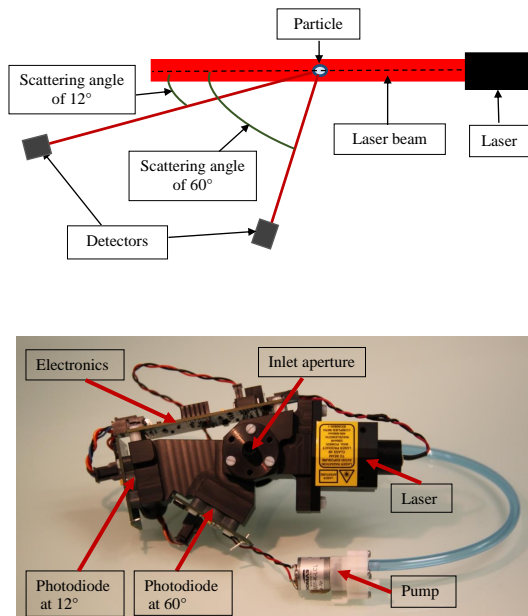 Particle
Scattering angle
of 12°
Scattering angle
of 60°
Laser beam
Laser
Detectors
Inlet aperture
Electronics
Laser
Photodiode
at 12°
Photodiode
at 60°
Pump